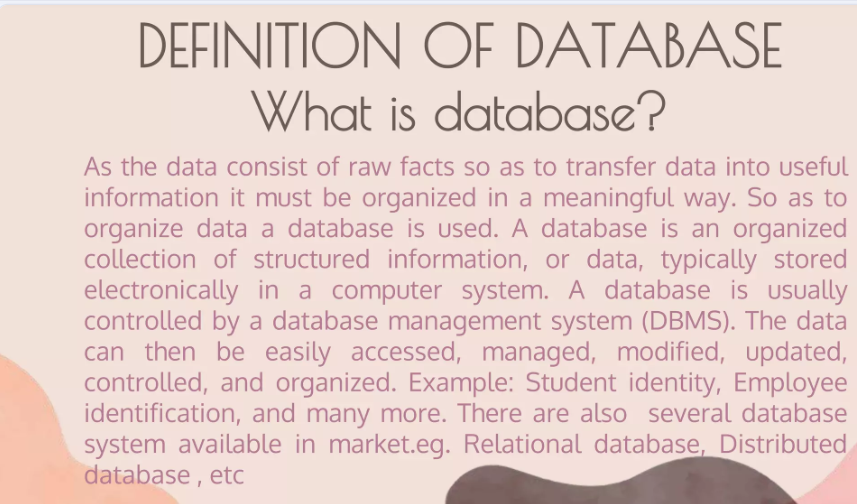 DEFINITION OF DATABASE
What is database?
As the data consist of raw facts so as to transfer data into useful
information it must be organized in a meaningful way. So as to
organize data a database is used. A database is an organized
collection of structured information, or data, typically stored
electronically in a computer system. A database is usually
controlled by a database management system (DBMS). The data
can then be easily accessed, managed, modified, updated,
controlled, and organized. Example: Student identity, Employee
identification, and many more. There are also several database
system available in market.eg. Relational database, Distributed
database , etc